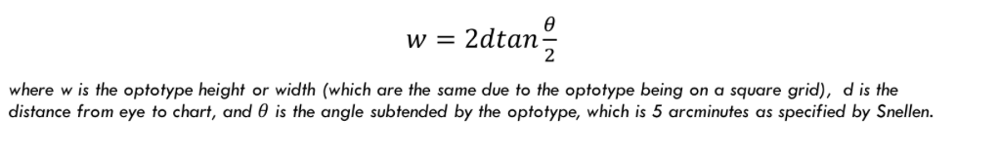 w = 2dtan θ/2
where w is the optotype height or width (which are the same due to the optotype being on a square grid), d is the
distance from eye to chart, and θ is the angle subtended by the optotype, which is 5 arcminutes as specified by Snellen.